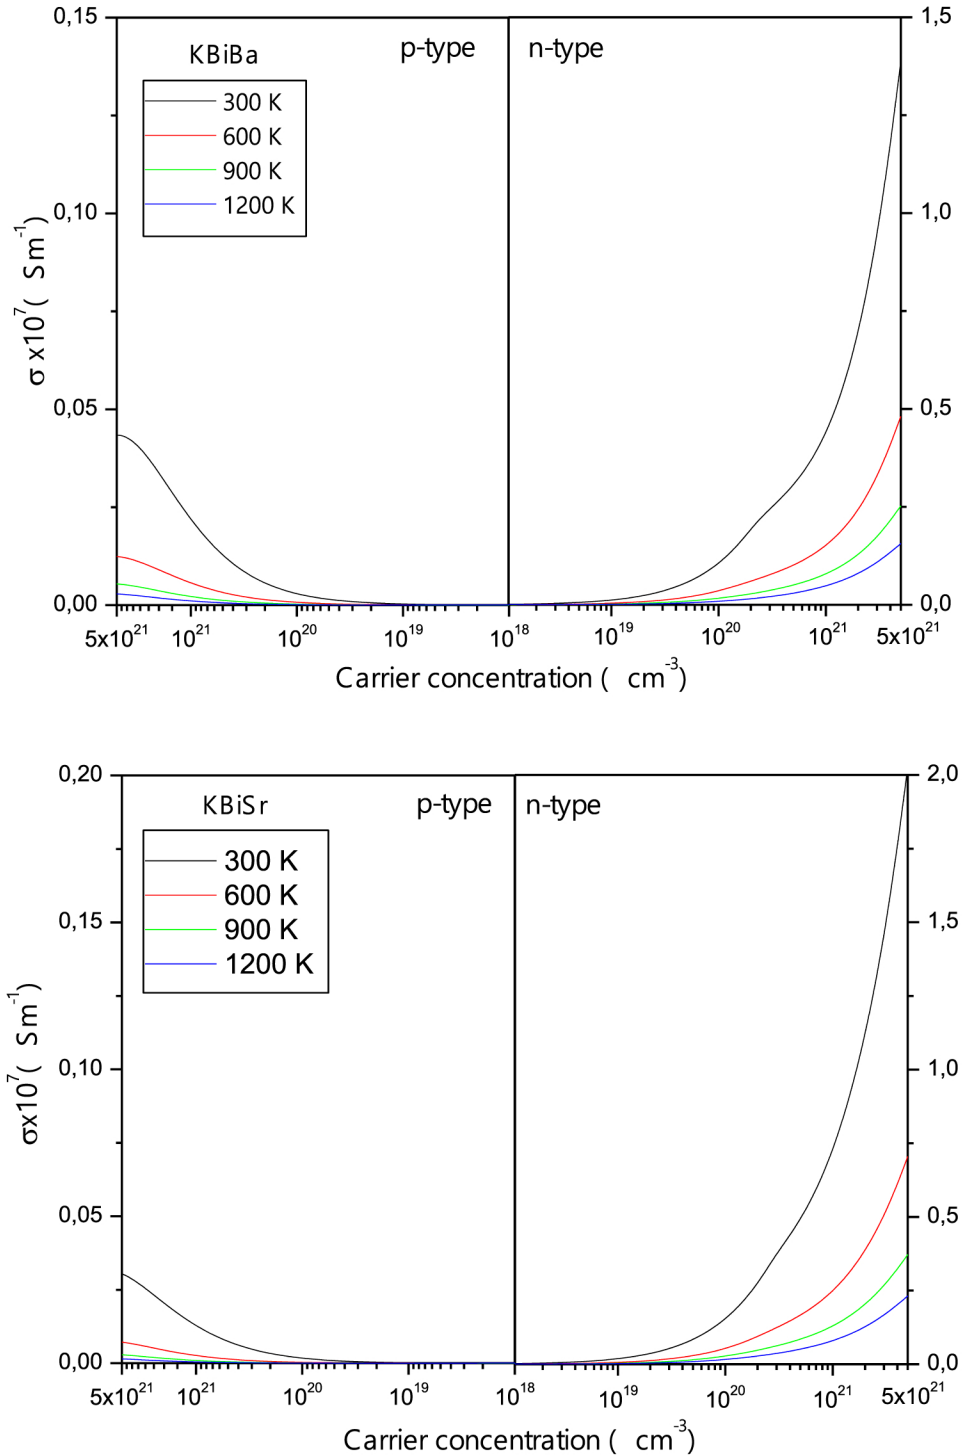 0,15
p-type
n-type
1,5
KBiBa
300 K
600 K
900 K
1200 K
0,10
1,0
σ x10⁷( Sm⁻¹)
0,05
0,5
0,00
0,0
5x10²¹ 10²¹ 10²⁰ 10¹⁹ 10¹⁸ 10¹⁹ 10²⁰ 10²¹ 5x10²¹
Carrier concentration ( cm⁻³)
0,20
2,0
KBiSr
p-type
n-type
300 K
600 K
900 K
1200 K
0,15
1,5
0,10
1,0
σx10⁷( Sm⁻¹)
0,05
0,5
0,00
0,0
5x10²¹ 10²¹ 10²⁰ 10¹⁹ 10¹⁸ 10¹⁹ 10²⁰ 10²¹ 5x10²¹
Carrier concentration ( cm⁻³)